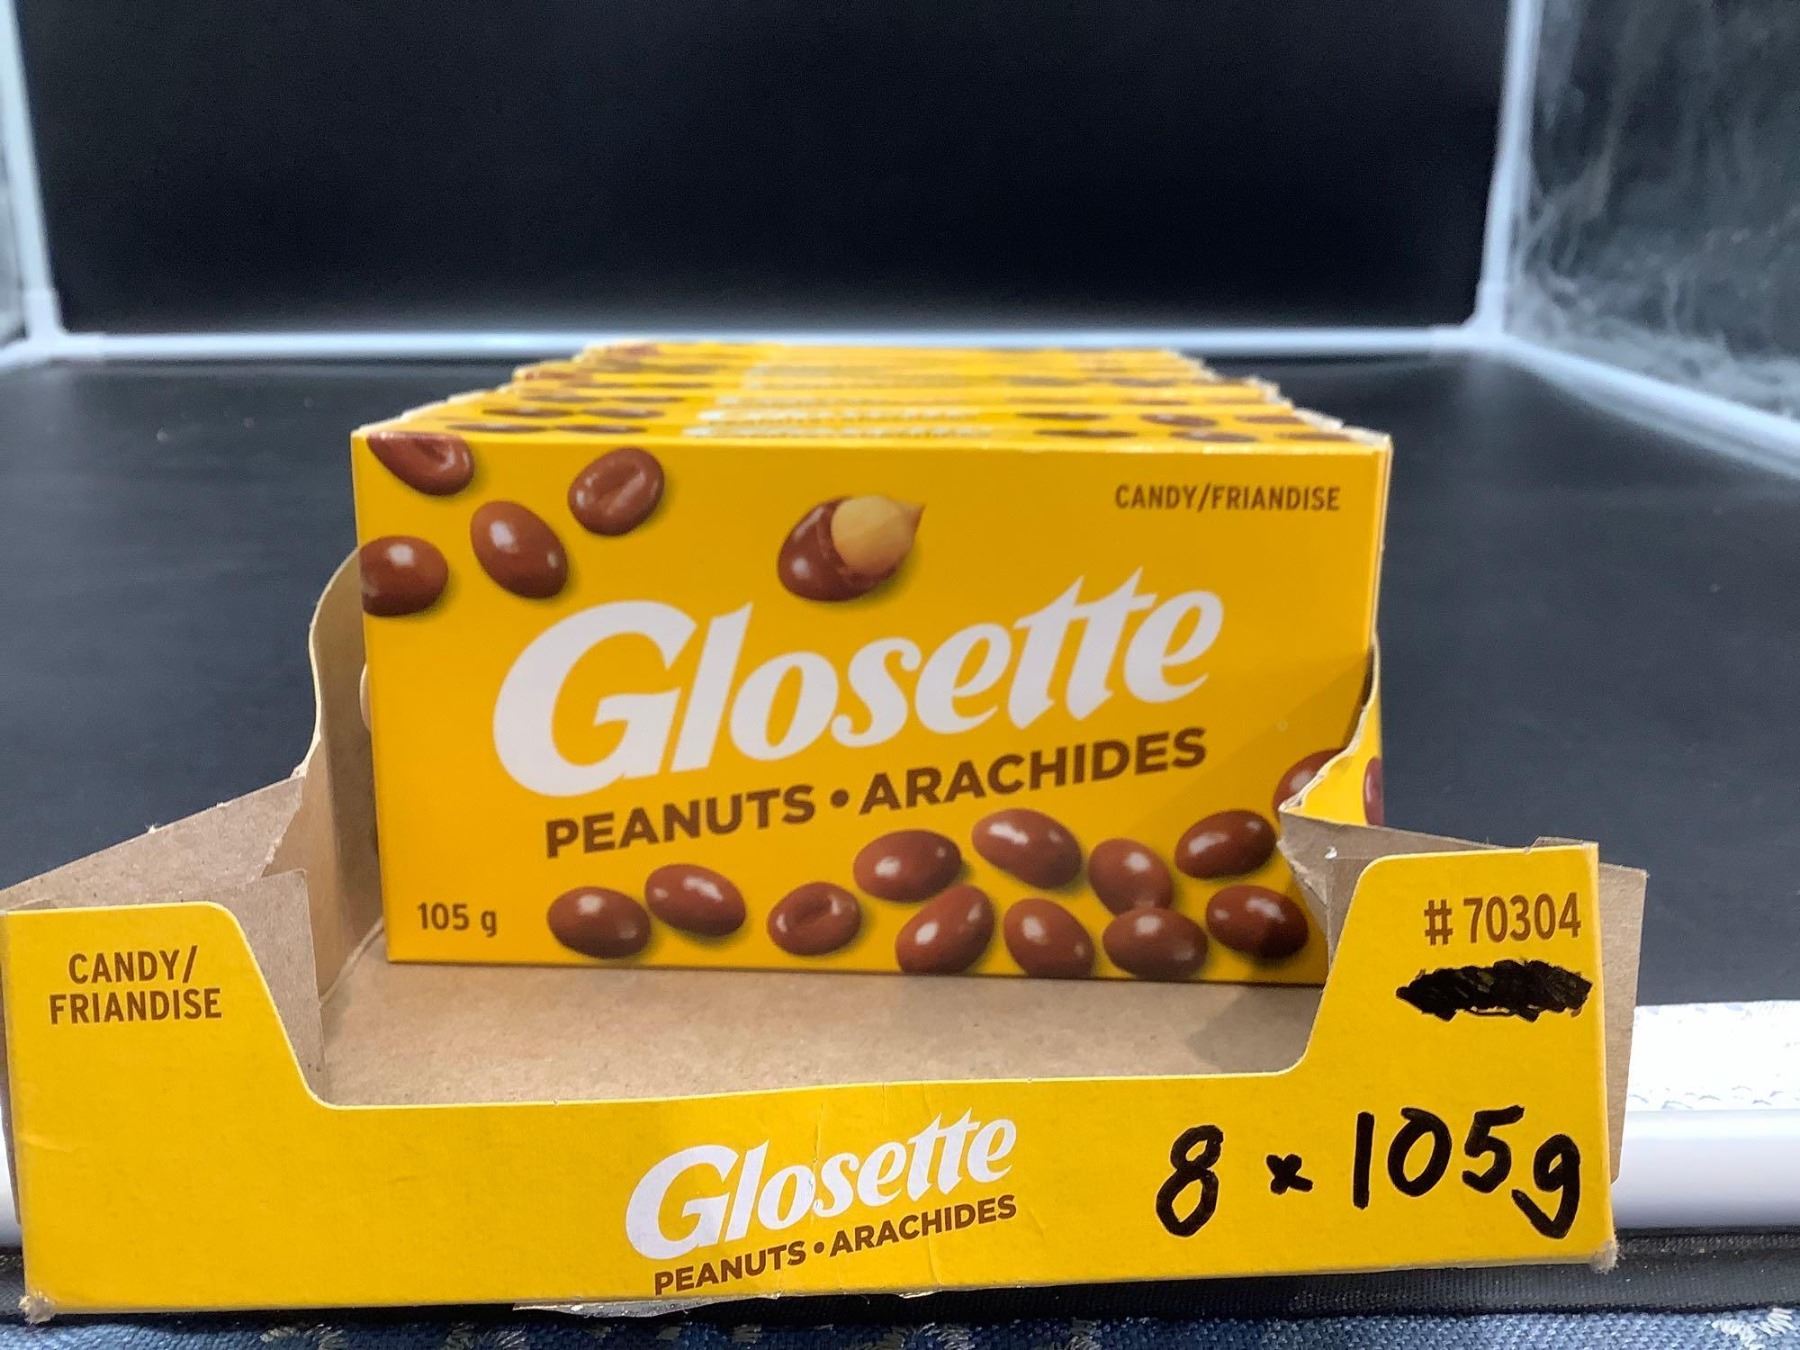 CANDY/FRIANDISE
Glosette
PEANUTS • ARACHIDES
105 g
CANDY/
FRIANDISE
# 70304
Glosette
PEANUTS • ARACHIDES
8 x 105g